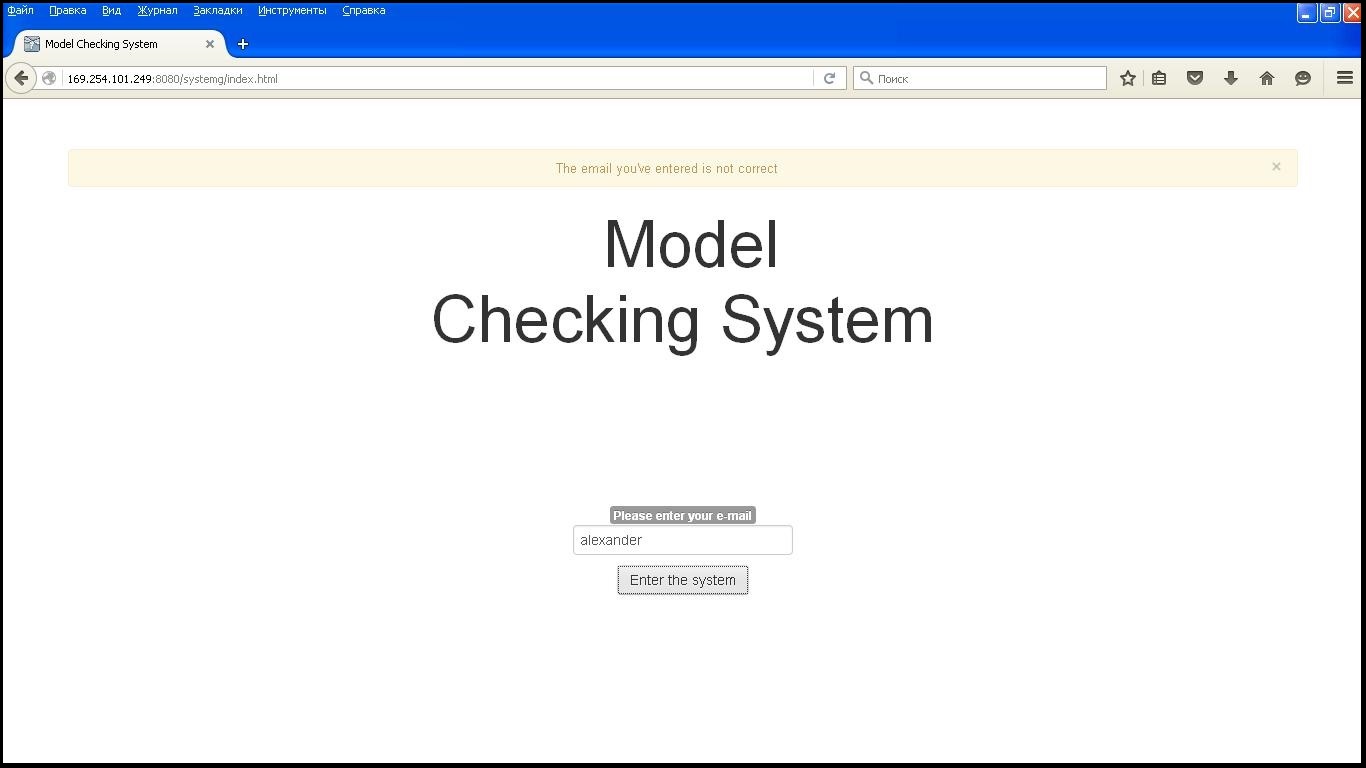 Файл Правка Вид Журнал Закладки Инструменты Справка
Model Checking System
169.254.101.249:8080/systemg/index.html Поиск
The email you've entered is not correct
Model
Checking System
Please enter your e-mail
alexander
Enter the system